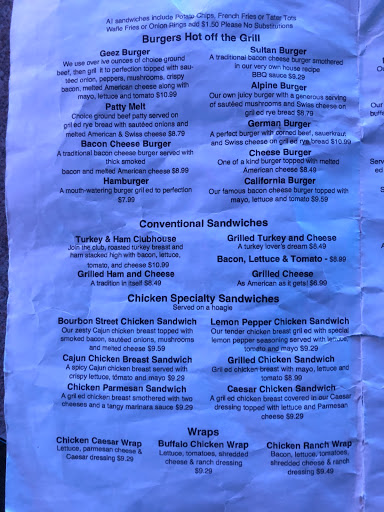 All sandwiches include Potato Chips, French Fries or Tatar Tots
Waffle Fries or Onion Rings add $1.50 Please No Substitutions
Burgers Hot off the Grill
Geez Burger
We use over five ounces of choice ground
beef, then grill it to perfection topped with sau-
teed onion, peppers, mushrooms, crispy
bacon, melted American cheese along with
mayo, lettuce and tomato $10.99
Patty Melt
Choice ground beef patty served on
grilled rye bread with sautéed onions and
melted American & Swiss cheese $8.79
Bacon Cheese Burger
A traditional bacon cheese burger served with
thick smoked
bacon and melted American cheese $8.99
Hamburger
A mouth-watering burger grilled to perfection
$7.99
Sultan Burger
A traditional bacon cheese burger smothered
in our very own house recipe
BBQ sauce $9.29
Alpine Burger
Our own juicy burger with a generous serving
of sautéed mushrooms and Swiss cheese on
grilled rye bread $8.79
German Burger
A perfect burger with corned beef, sauerkraut
and Swiss cheese on grilled rye bread $10.99
Cheese Burger
One of a kind burger topped with melted
American cheese $8.49
California Burger
Our famous bacon cheese burger topped with
mayo, lettuce and tomato $9.59
Conventional Sandwiches
Turkey & Ham Clubhouse
Join the club, roasted turkey breast and
ham stacked high with bacon, lettuce,
tomato, and cheese $10.99
Grilled Ham and Cheese
A tradition in itself $8.49
Grilled Turkey and Cheese
A turkey lover's dream $8.49
Bacon, Lettuce & Tomato - $8.99
Grilled Cheese
As American as it gets! $6.99
Chicken Specialty Sandwiches
Served on a hoagie
Bourbon Street Chicken Sandwich
Our zesty Cajun chicken breast topped with
smoked bacon, sautéed onions, mushrooms
and melted cheese $9.59
Cajun Chicken Breast Sandwich
A spicy Cajun chicken breast served with
crispy lettuce, tomato and mayo $9.29
Chicken Parmesan Sandwich
A grilled chicken breast smothered with two
cheeses and a tangy marinara sauce $9.29
Lemon Pepper Chicken Sandwich
Our tender chicken breast grilled with special
lemon pepper seasoning served with lettuce,
tomato and mayo $9.29
Grilled Chicken Sandwich
Grilled chicken breast with mayo, lettuce and
tomato $8.99
Caesar Chicken Sandwich
A grilled chicken breast covered in our Caesar
dressing topped with lettuce and Parmesan
cheese $9.29
Wraps
Chicken Caesar Wrap
Lettuce, parmesan cheese &
Caesar dressing $9.29
Buffalo Chicken Wrap
Lettuce, tomatoes, shredded
cheese & ranch dressing
$9.29
Chicken Ranch Wrap
Bacon, lettuce, tomatoes,
shredded cheese & ranch
dressing
$9.49